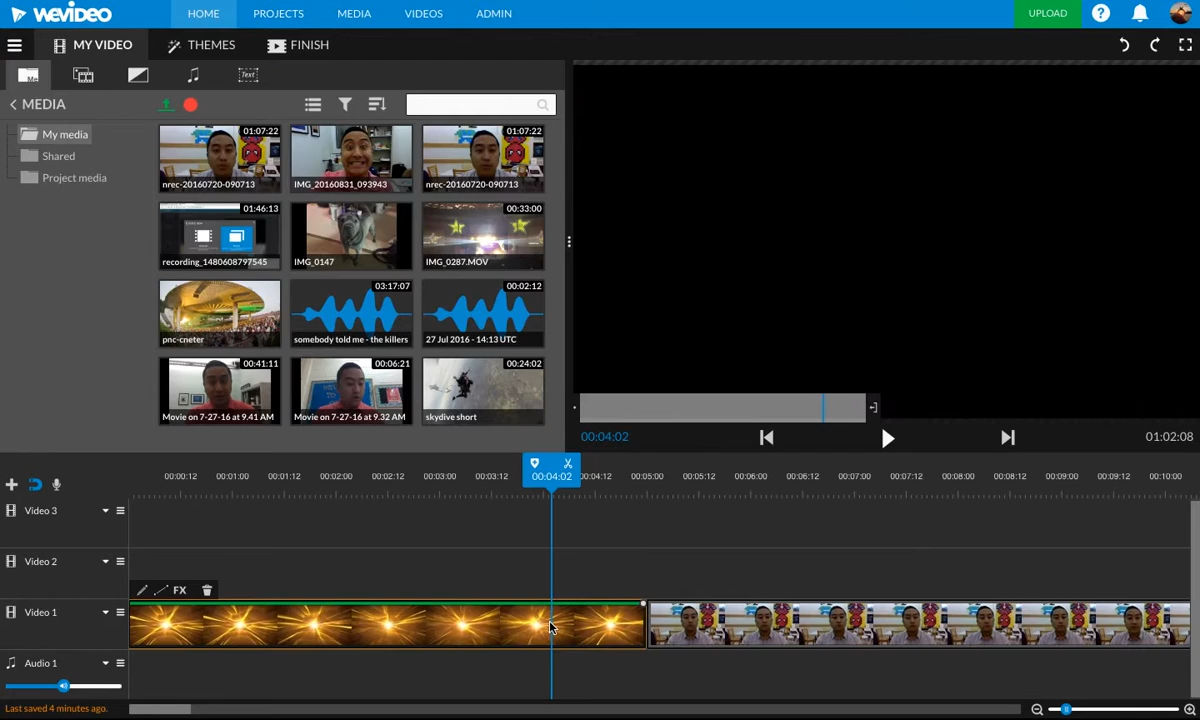 WEVIDEO HOME PROJECTS MEDIA VIDEOS ADMIN UPLOAD ?
MY VIDEO THEMES FINISH
Me Text
MEDIA
My media
Shared
Project media
01:07:22 01:07:22
nrec-20160720-090713 IMG_20160831_093943 nrec-20160720-090713
01:46:13 00:33:00
recording_1480608797545 IMG_0147 IMG_0287.MOV
03:17:07 00:02:12
pnc-cneter somebody told me - the killers 27 Jul 2016 - 14:13 UTC
00:41:11 00:06:21 00:24:02
Movie on 7-27-16 at 9.41 AM Movie on 7-27-16 at 9.32 AM skydive short
00:04:02 01:02:08
00:00:12 00:01:00 00:01:12 00:02:00 00:02:12 00:03:00 00:03:12 00:04:02 00:04:12 00:05:00 00:05:12 00:06:00 00:06:12 00:07:00 00:07:12 00:08:00 00:08:12 00:09:00 00:09:12 00:10:00
Video 3
Video 2
FX
Video 1
Audio 1
Last saved 4 minutes ago.